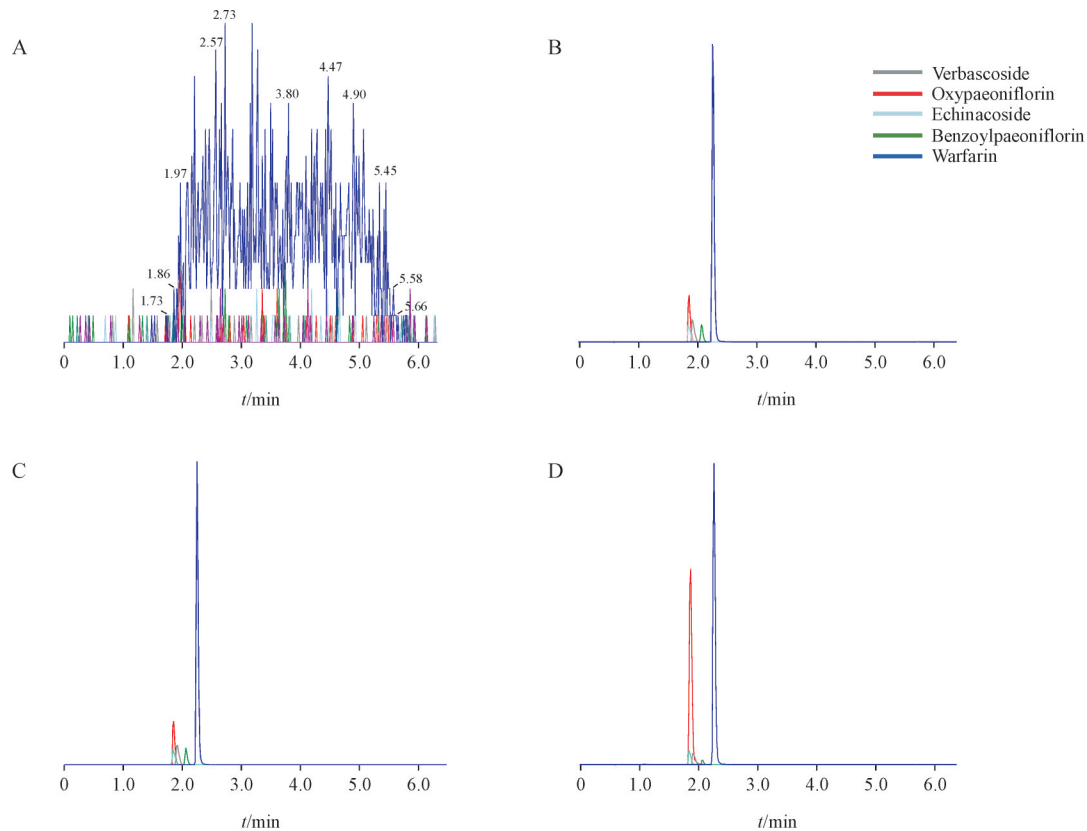 A
2.73
2.57
4.47
3.80
4.90
1.97
5.45
1.86
5.58
1.73
5.66
0 1.0 2.0 3.0 4.0 5.0 6.0
t/min
B
Verbascoside
Oxypaeoniflorin
Echinacoside
Benzoylpaeoniflorin
Warfarin
0 1.0 2.0 3.0 4.0 5.0 6.0
t/min
C
0 1.0 2.0 3.0 4.0 5.0 6.0
t/min
D
0 1.0 2.0 3.0 4.0 5.0 6.0
t/min